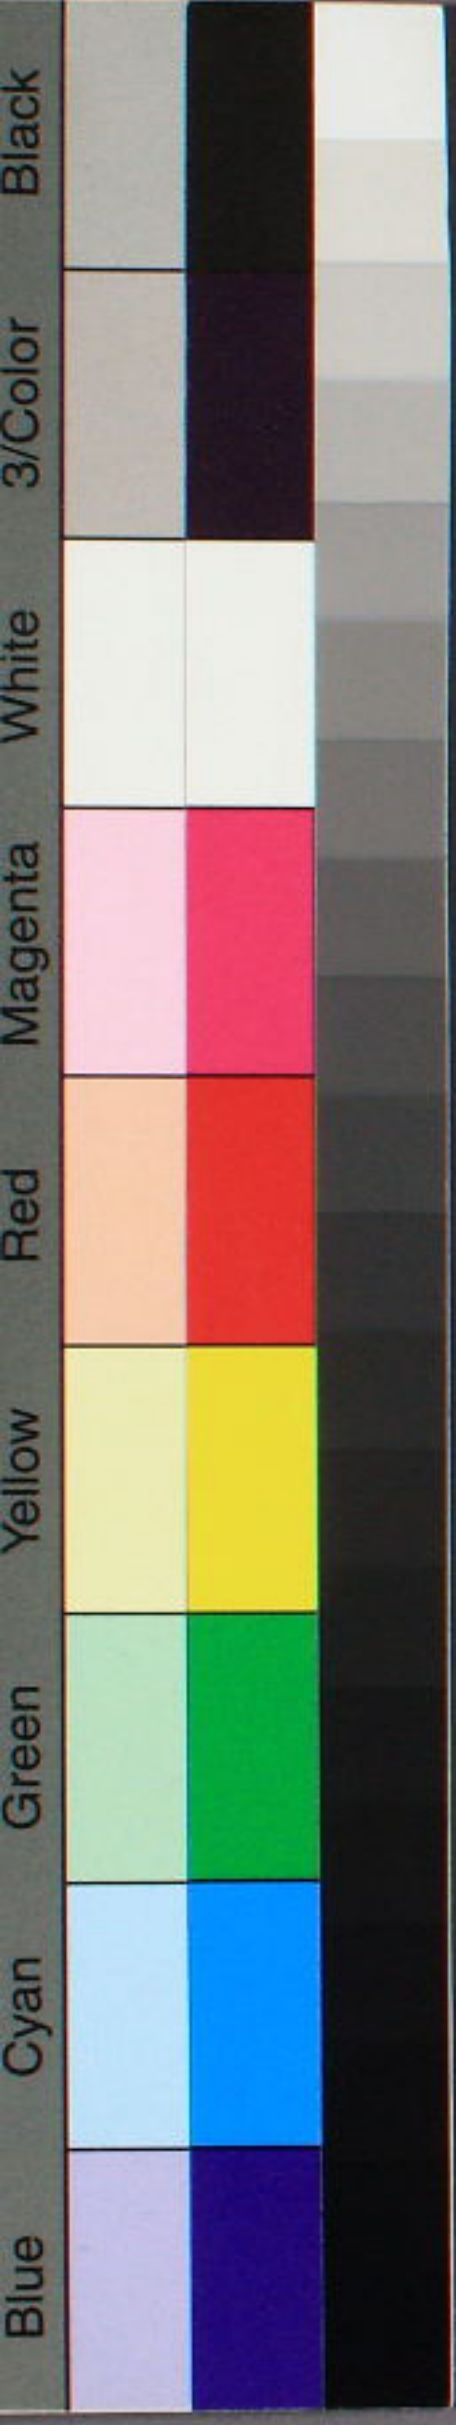 Black
3/Color
White
Magenta
Red
Yellow
Green
Cyan
Blue